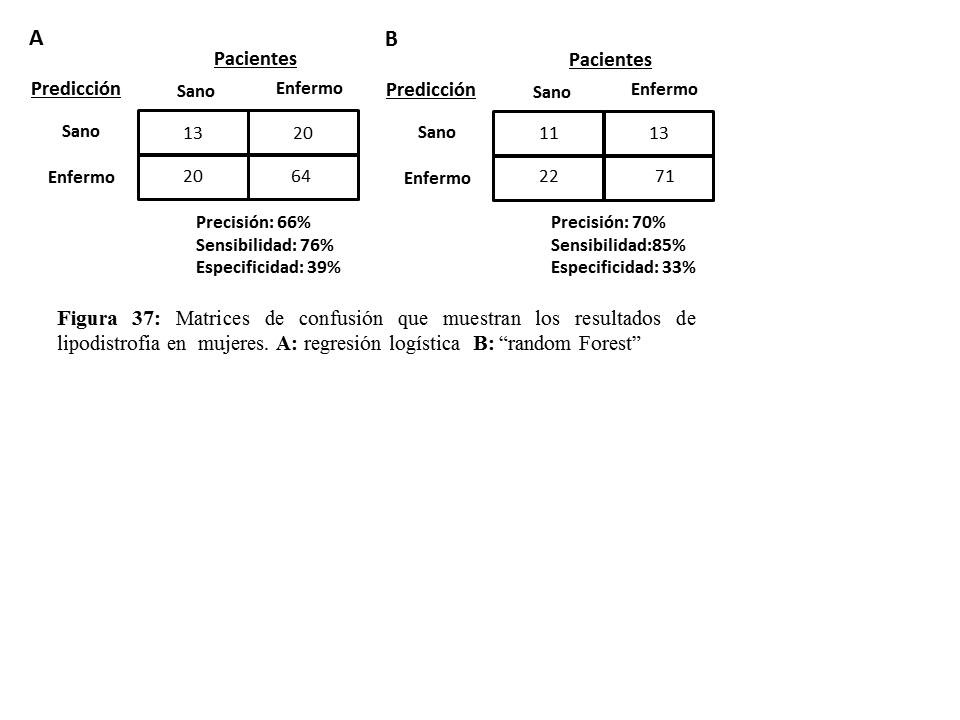 A
Pacientes
Predicción
Sano Enfermo
Sano 13 20
Enfermo 20 64
Precisión: 66%
Sensibilidad: 76%
Especificidad: 39%
B
Pacientes
Predicción
Sano Enfermo
Sano 11 13
Enfermo 22 71
Precisión: 70%
Sensibilidad:85%
Especificidad: 33%
Figura 37: Matrices de confusión que muestran los resultados de
lipodistrofia en mujeres. A: regresión logística B: “random Forest”